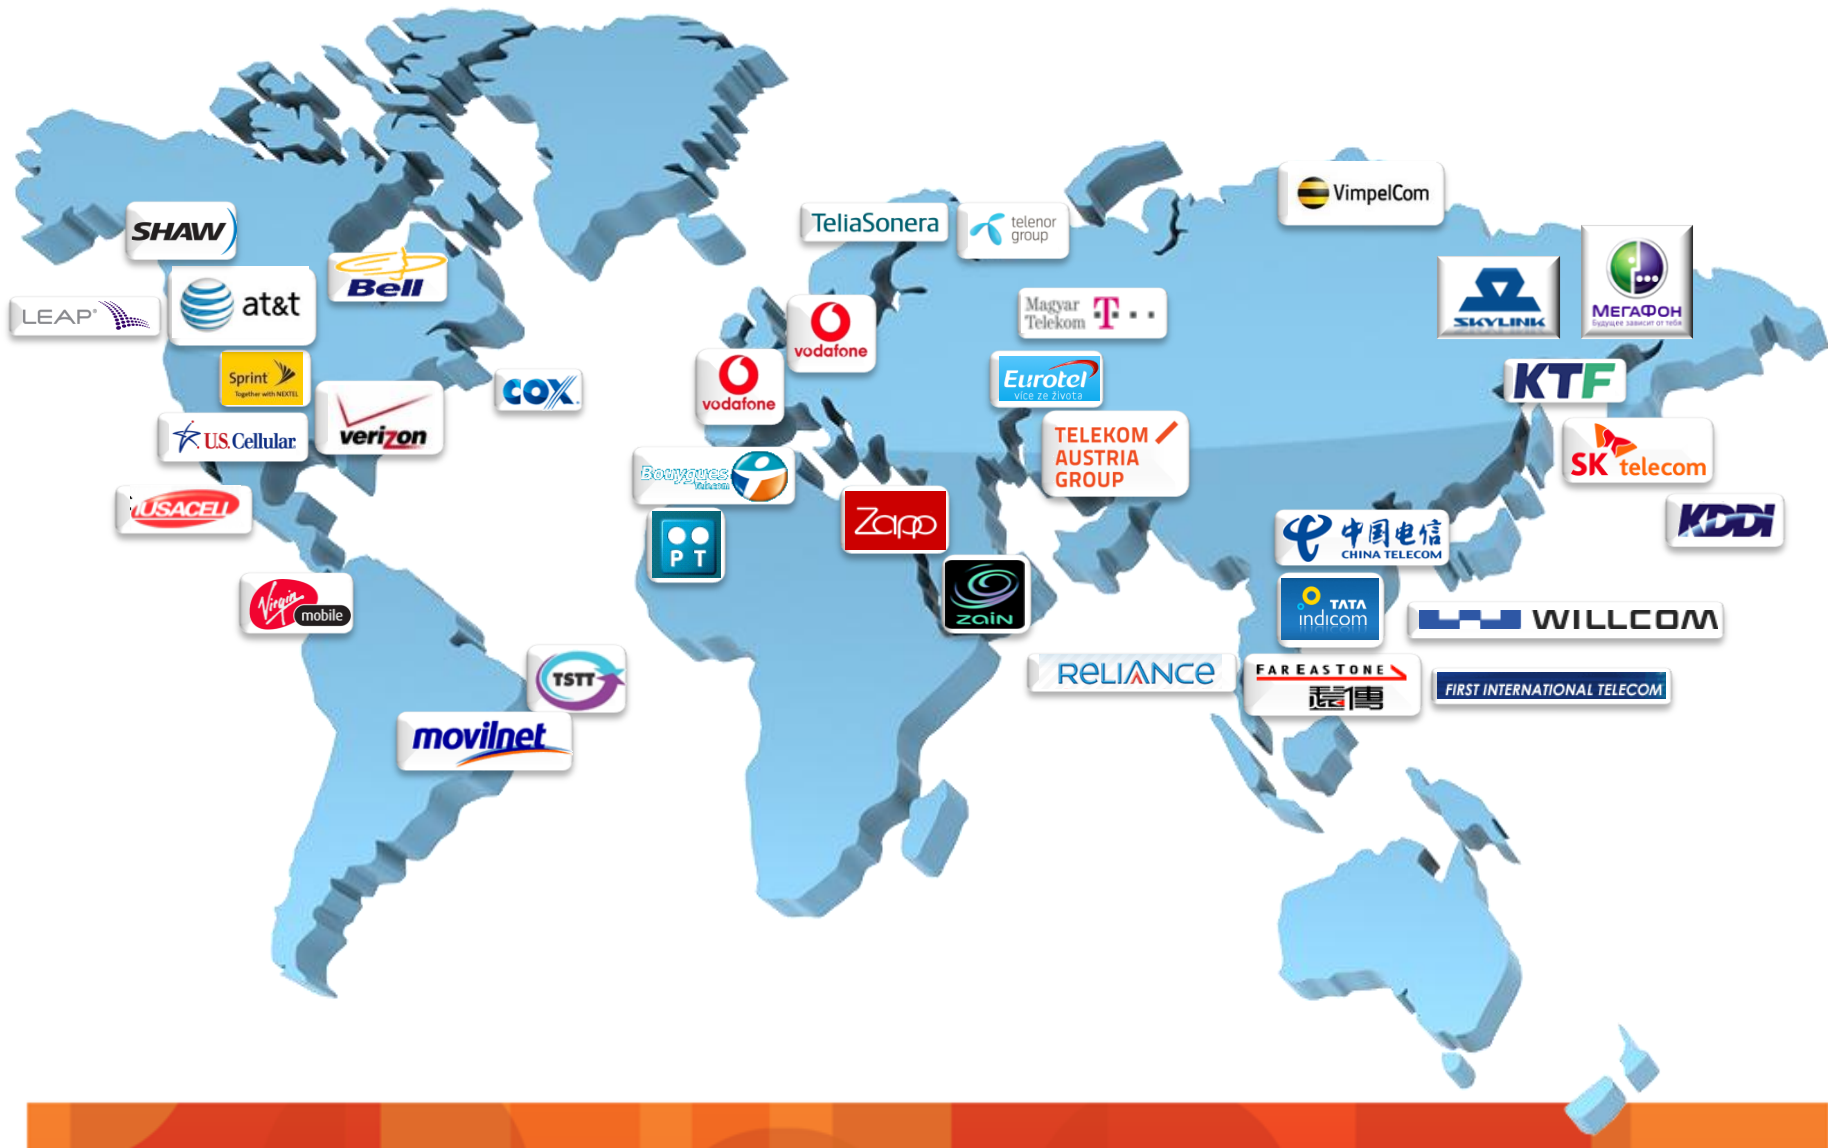 SHAW
Bell
LEAP
at&t
Sprint
Together with NEXTEL
verizon
COX
U.S. Cellular
IUSACELL
Virgin
mobile
TSTT
movilnet
TeliaSonera
telenor
group
vodafone
vodafone
Magyar
Telekom
T
Eurotel
více ze života
TELEKOM
AUSTRIA
GROUP
Bouygues
Telecom
PT
Zapp
ZAIN
VimpelCom
SKYLINK
МЕГАФОН
Будущее зависит от тебя
KTF
SK telecom
KDDI
中国电信
CHINA TELECOM
TATA
indicom
WILLCOM
RELIANCE
FAREASTONE
遠傳
FIRST INTERNATIONAL TELECOM